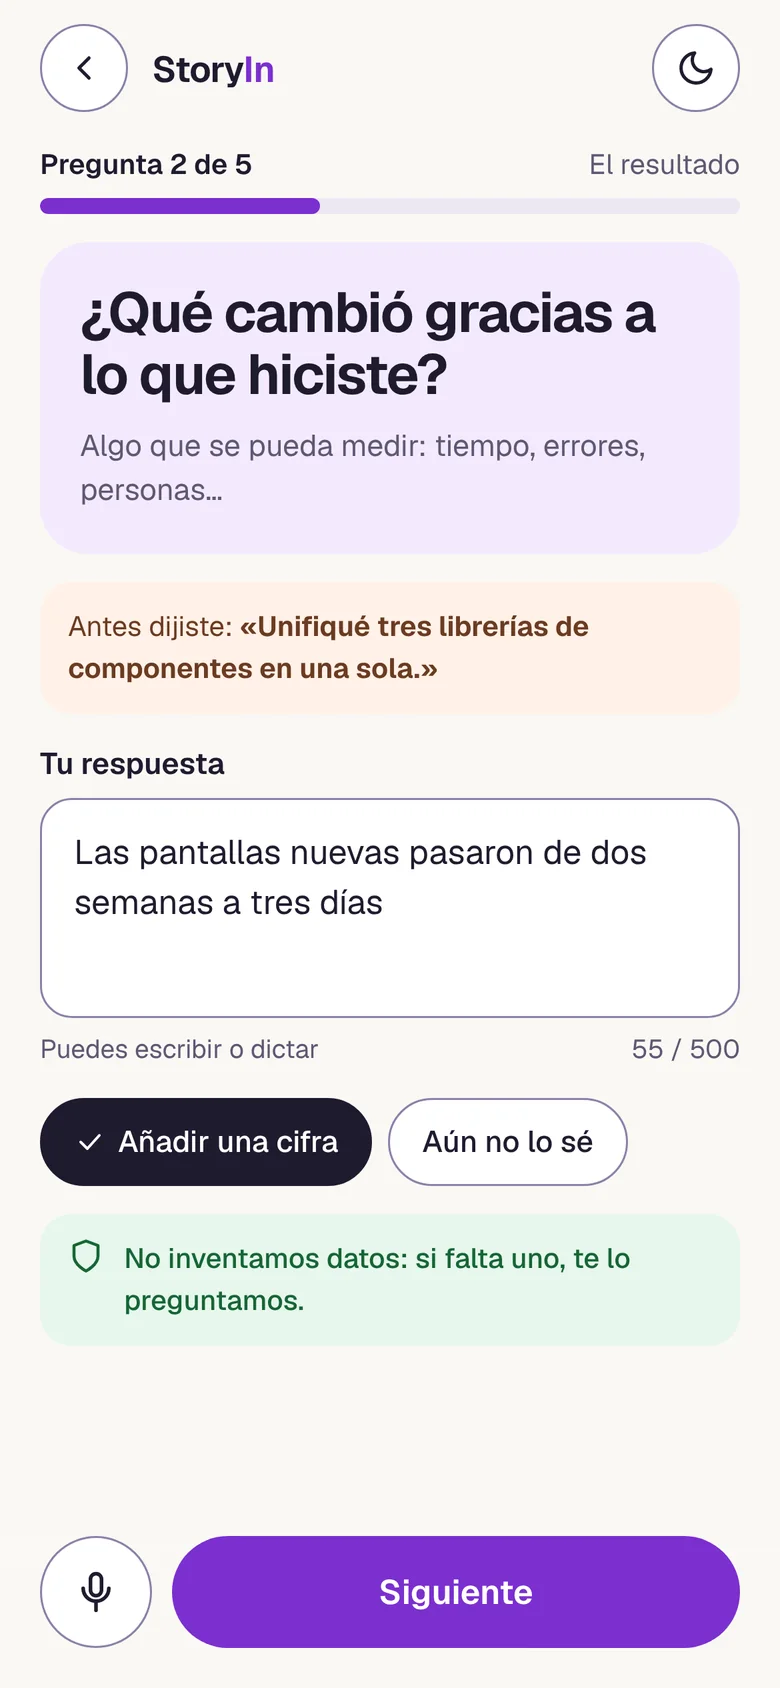 StoryIn
Pregunta 2 de 5
El resultado
¿Qué cambió gracias a
lo que hiciste?
Algo que se pueda medir: tiempo, errores,
personas...
Antes dijiste: «Unifiqué tres librerías de
componentes en una sola.»
Tu respuesta
Las pantallas nuevas pasaron de dos
semanas a tres días
Puedes escribir o dictar
55 / 500
Añadir una cifra
Aún no lo sé
No inventamos datos: si falta uno, te lo
preguntamos.
Siguiente